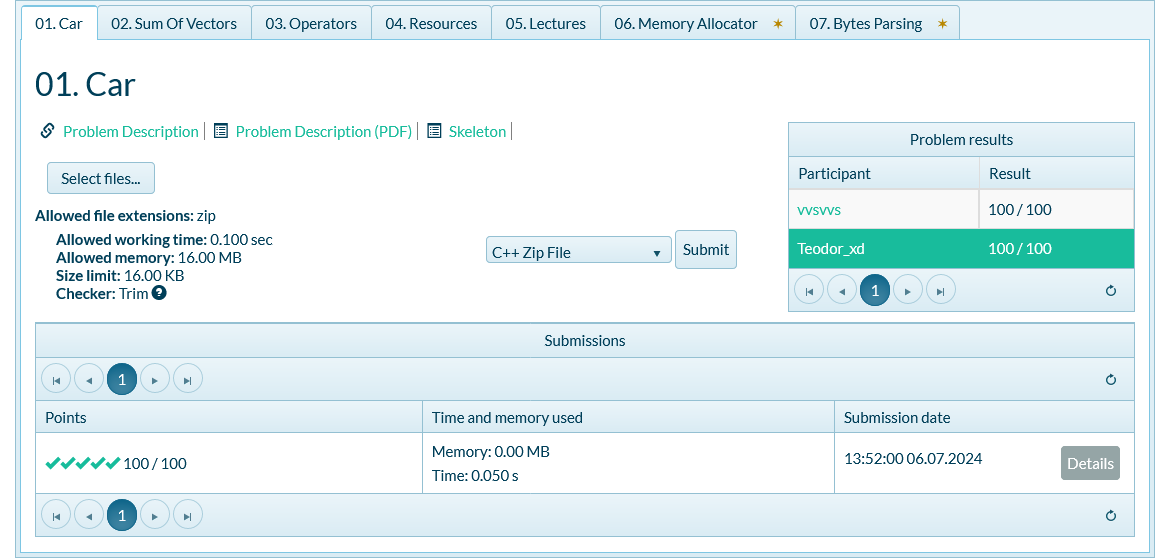 01. Car 02. Sum Of Vectors 03. Operators 04. Resources 05. Lectures 06. Memory Allocator 07. Bytes Parsing
01. Car
Problem Description Problem Description (PDF) Skeleton
Problem results
Participant Result
vvsvvs 100 / 100
Teodor_xd 100 / 100
1
Select files...
Allowed file extensions: zip
Allowed working time: 0.100 sec
Allowed memory: 16.00 MB
Size limit: 16.00 KB
Checker: Trim ?
C++ Zip File Submit
Submissions
1
Points Time and memory used Submission date
100 / 100 Memory: 0.00 MB 13:52:00 06.07.2024 Details
Time: 0.050 s
1